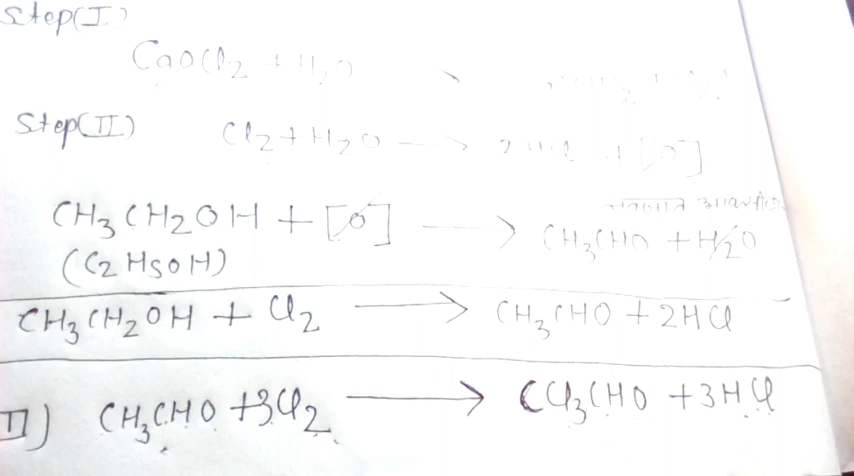 Step(I)
CaOCl2 + H2O
Step(II) Cl2 + H2O → 2HCl + [O]
CH3CH2OH + [O] → CH3CHO + H2O
(C2H5OH)
CH3CH2OH + Cl2 → CH3CHO + 2HCl
II) CH3CHO + 3Cl2 → CCl3CHO + 3HCl